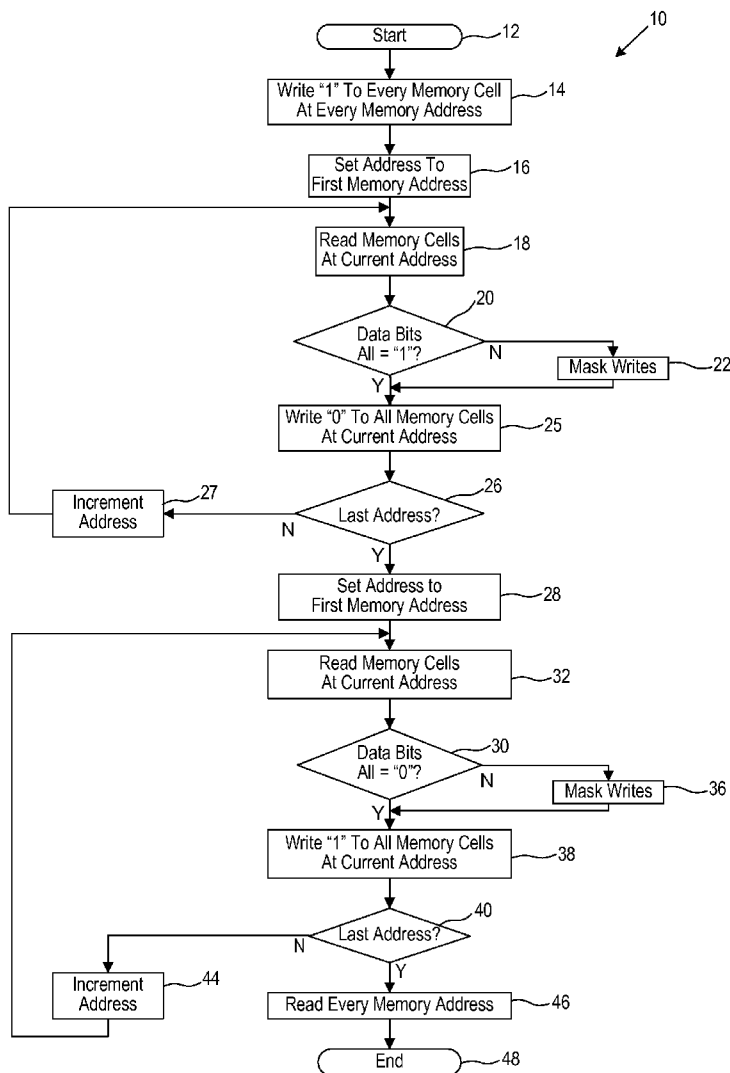 10
Start
12
Write "1" To Every Memory Cell
At Every Memory Address
14
Set Address To
First Memory Address
16
Read Memory Cells
At Current Address
18
20
Data Bits
All = "1"?
N
Y
Mask Writes
22
Write "0" To All Memory Cells
At Current Address
25
26
Last Address?
N
Y
Increment
Address
27
Set Address to
First Memory Address
28
Read Memory Cells
At Current Address
32
30
Data Bits
All = "0"?
N
Y
Mask Writes
36
Write "1" To All Memory Cells
At Current Address
38
40
Last Address?
N
Y
Increment
Address
44
Read Every Memory Address
46
End
48